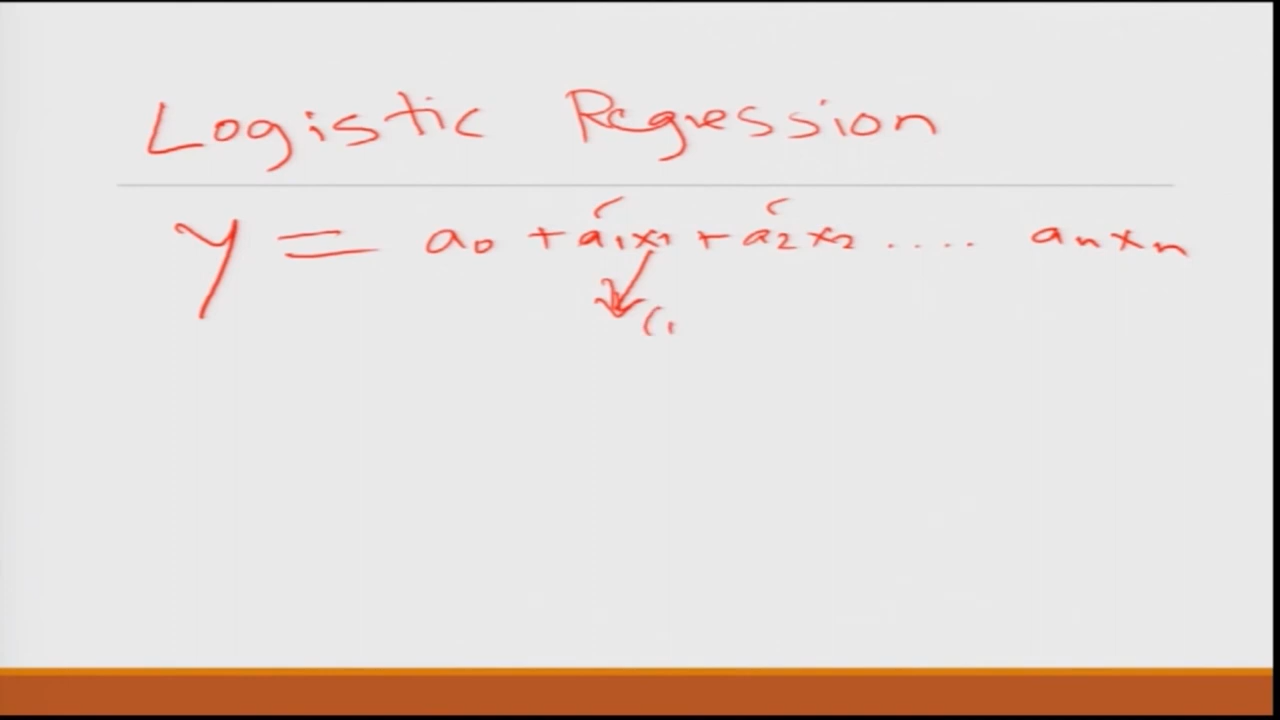 Logistic Regression
y = a0 + a1x1 + a2x2 .... anxn